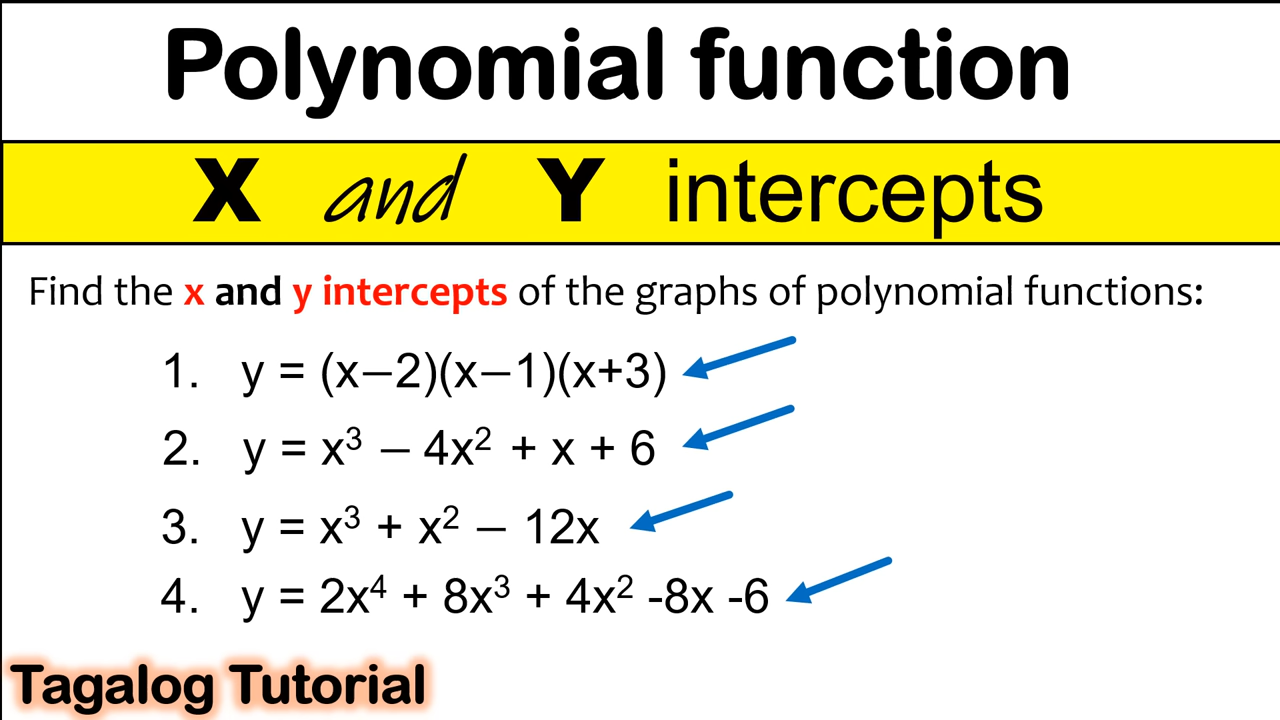 Polynomial function
X and Y intercepts
Find the x and y intercepts of the graphs of polynomial functions:
1. y = (x–2)(x–1)(x+3)
2. y = x³ – 4x² + x + 6
3. y = x³ + x² – 12x
4. y = 2x⁴ + 8x³ + 4x² -8x -6
Tagalog Tutorial